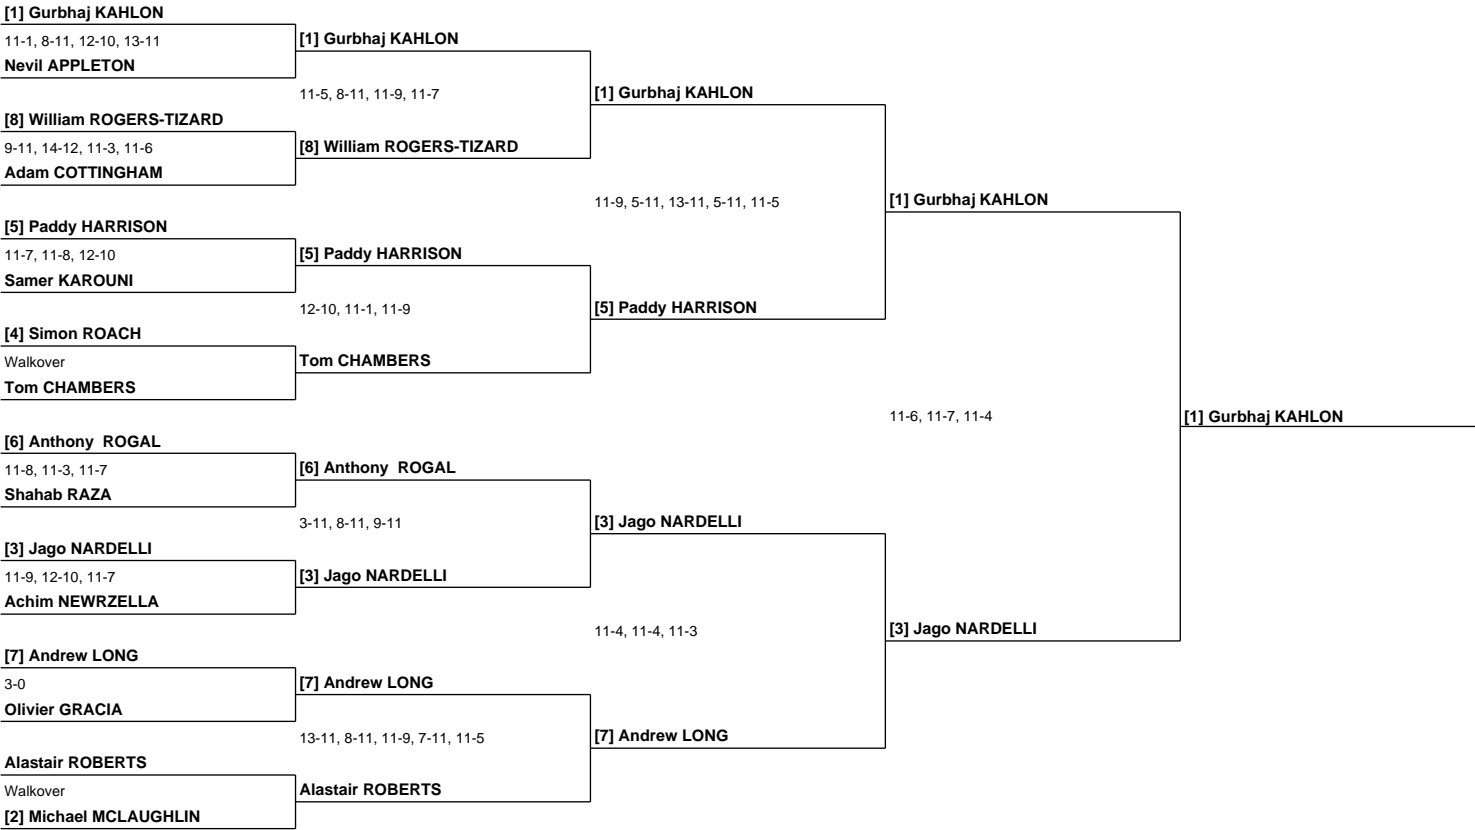 [1] Gurbhaj KAHLON
11-1, 8-11, 12-10, 13-11
Nevil APPLETON
[8] William ROGERS-TIZARD
9-11, 14-12, 11-3, 11-6
Adam COTTINGHAM
[5] Paddy HARRISON
11-7, 11-8, 12-10
Samer KAROUNI
[4] Simon ROACH
Walkover
Tom CHAMBERS
[6] Anthony  ROGAL
11-8, 11-3, 11-7
Shahab RAZA
[3] Jago NARDELLI
11-9, 12-10, 11-7
Achim NEWRZELLA
[7] Andrew LONG
3-0
Olivier GRACIA
Alastair ROBERTS
Walkover
[2] Michael MCLAUGHLIN
[1] Gurbhaj KAHLON
11-5, 8-11, 11-9, 11-7
[8] William ROGERS-TIZARD
[5] Paddy HARRISON
12-10, 11-1, 11-9
Tom CHAMBERS
[6] Anthony  ROGAL
3-11, 8-11, 9-11
[3] Jago NARDELLI
[7] Andrew LONG
13-11, 8-11, 11-9, 7-11, 11-5
Alastair ROBERTS
[1] Gurbhaj KAHLON
11-9, 5-11, 13-11, 5-11, 11-5
[5] Paddy HARRISON
[3] Jago NARDELLI
11-4, 11-4, 11-3
[7] Andrew LONG
[1] Gurbhaj KAHLON
11-6, 11-7, 11-4
[3] Jago NARDELLI
[1] Gurbhaj KAHLON